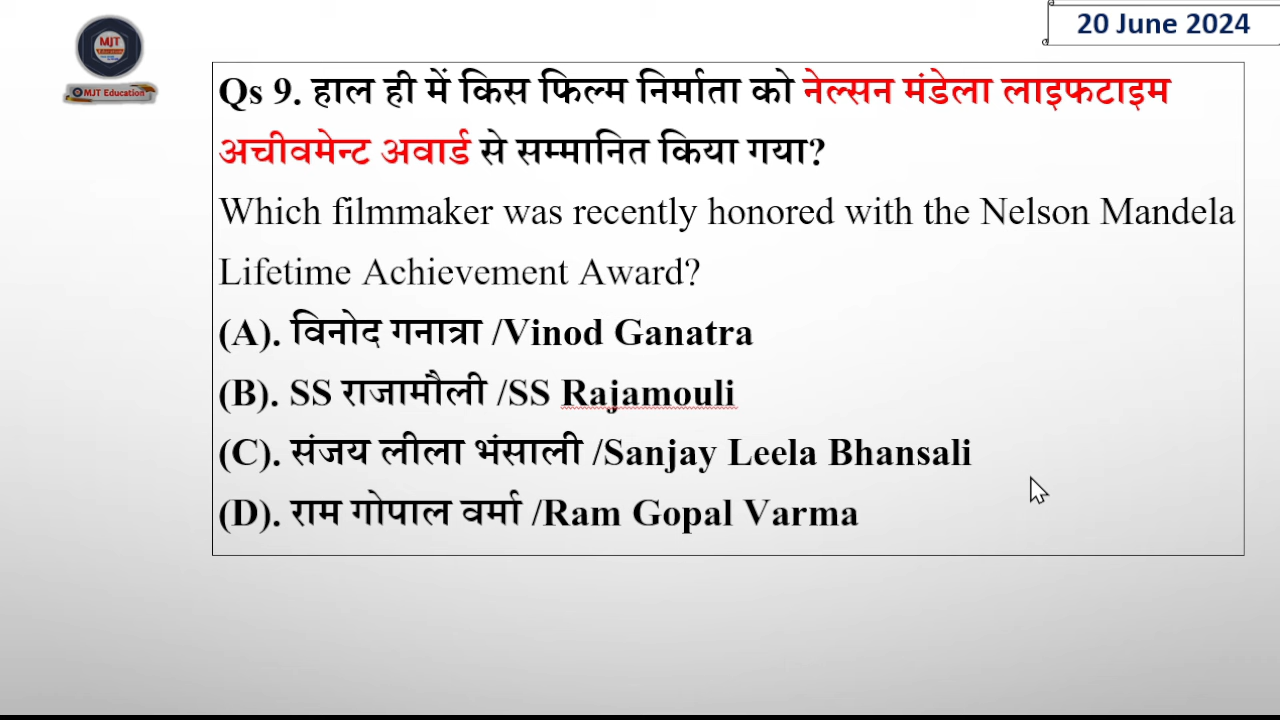 20 June 2024
MJT
Education
MJT Education
Qs 9. हाल ही में किस फिल्म निर्माता को नेल्सन मंडेला लाइफटाइम
अचीवमेन्ट अवार्ड से सम्मानित किया गया?
Which filmmaker was recently honored with the Nelson Mandela
Lifetime Achievement Award?
(A). विनोद गनात्रा /Vinod Ganatra
(B). SS राजामौली /SS Rajamouli
(C). संजय लीला भंसाली /Sanjay Leela Bhansali
(D). राम गोपाल वर्मा /Ram Gopal Varma